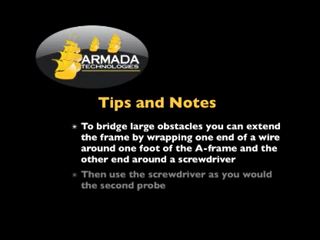 ARMADA
TECHNOLOGIES
Tips and Notes
To bridge large obstacles you can extend
the frame by wrapping one end of a wire
around one foot of the A-frame and the
other end around a screwdriver
Then use the screwdriver as you would
the second probe